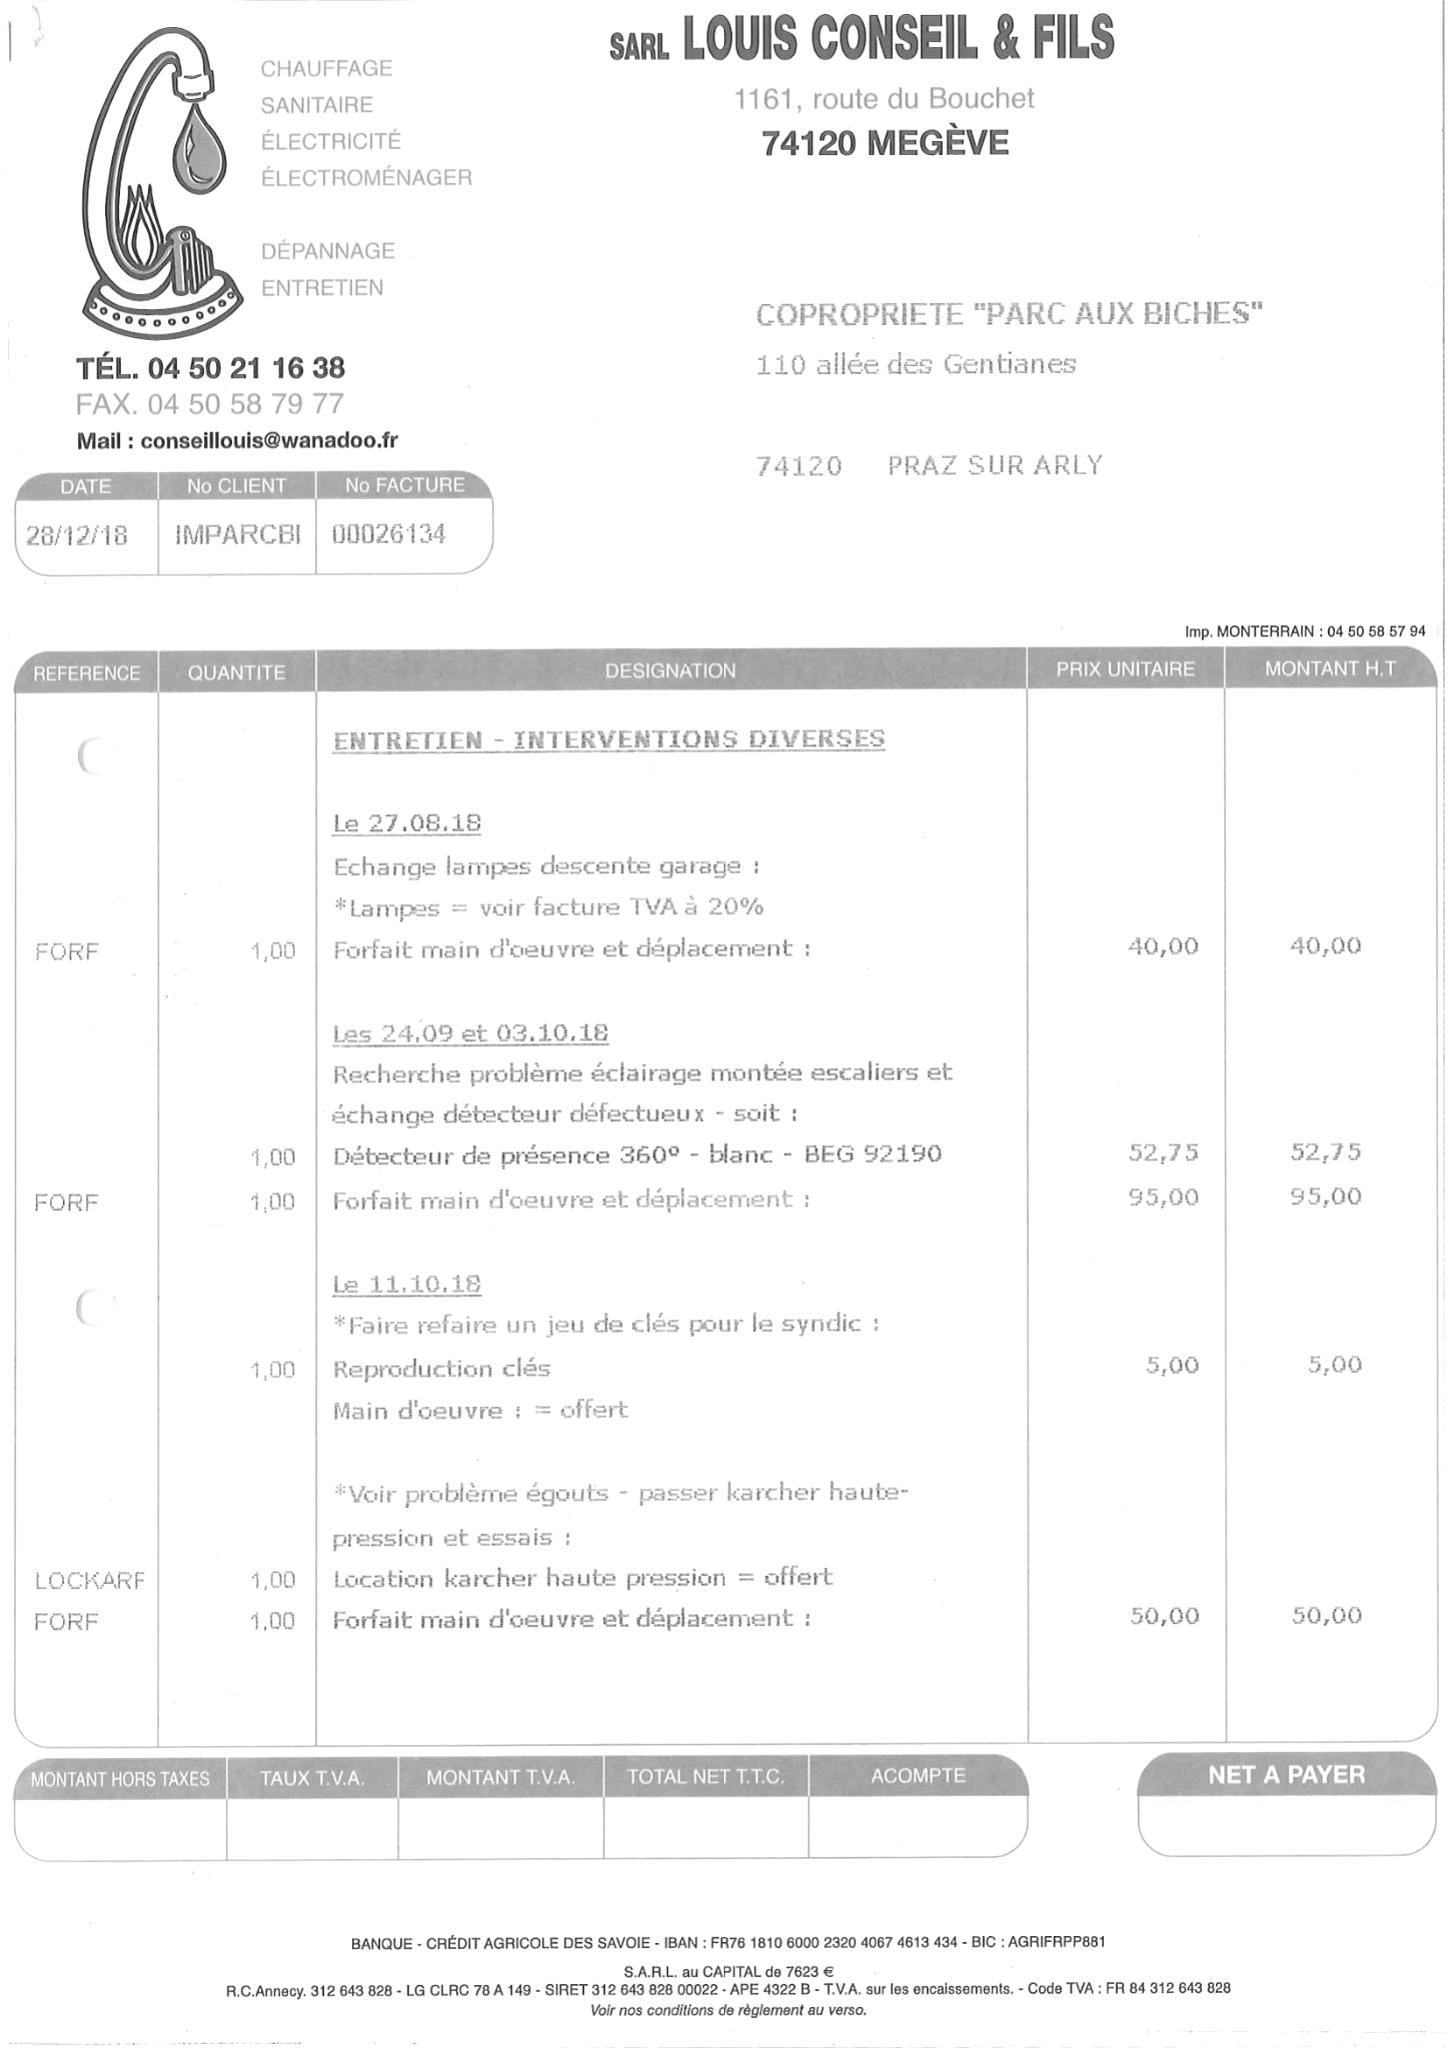 SARL LOUIS CONSEIL & FILS
1161, route du Bouchet
74120 MEGÈVE
CHAUFFAGE
SANITAIRE
ÉLECTRICITÉ
ÉLECTROMÉNAGER
DÉPANNAGE
ENTRETIEN
TÉL. 04 50 21 16 38
FAX. 04 50 58 79 77
Mail : conseillouis@wanadoo.fr
COPROPRIETE "PARC AUX BICHES"
110 allée des Gentianes
74120 PRAZ SUR ARLY
DATE No CLIENT No FACTURE
28/12/18 IMPARCBI 00026134
Imp. MONTERRAIN : 04 50 58 57 94
REFERENCE QUANTITE DESIGNATION PRIX UNITAIRE MONTANT H.T
ENTRETIEN - INTERVENTIONS DIVERSES
Le 27.08.18
Echange lampes descente garage :
*Lampes = voir facture TVA à 20%
FORF 1,00 Forfait main d'oeuvre et déplacement : 40,00 40,00
Les 24.09 et 03.10.18
Recherche problème éclairage montée escaliers et
échange détecteur défectueux - soit :
1,00 Détecteur de présence 360° - blanc - BEG 92190 52,75 52,75
FORF 1,00 Forfait main d'oeuvre et déplacement : 95,00 95,00
Le 11.10.18
*Faire refaire un jeu de clés pour le syndic :
1,00 Reproduction clés 5,00 5,00
Main d'oeuvre : = offert
*Voir problème égouts - passer karcher haute-
pression et essais :
LOCKARF 1,00 Location karcher haute pression = offert
FORF 1,00 Forfait main d'oeuvre et déplacement : 50,00 50,00
MONTANT HORS TAXES TAUX T.V.A. MONTANT T.V.A. TOTAL NET T.T.C. ACOMPTE NET A PAYER
BANQUE - CRÉDIT AGRICOLE DES SAVOIE - IBAN : FR76 1810 6000 2320 4067 4613 434 - BIC : AGRIFRPP881
S.A.R.L. au CAPITAL de 7623 €
R.C.Annecy. 312 643 828 - LG CLRC 78 A 149 - SIRET 312 643 828 00022 - APE 4322 B - T.V.A. sur les encaissements. - Code TVA : FR 84 312 643 828
Voir nos conditions de règlement au verso.